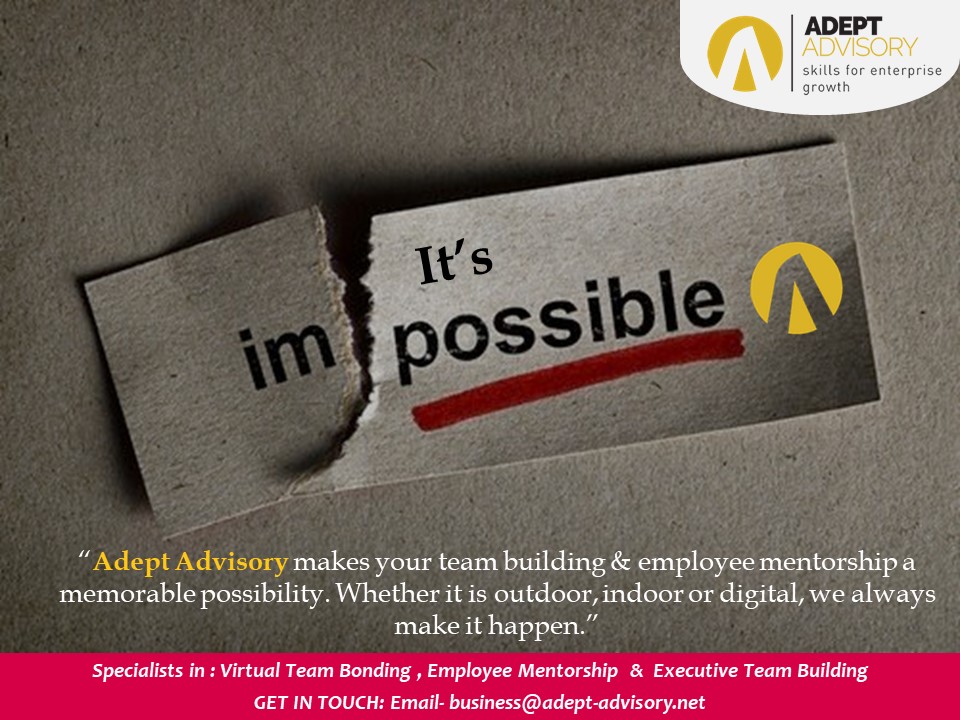 ADEPT
ADVISORY
skills for enterprise
growth
It’s
im possible
“Adept Advisory makes your team building & employee mentorship a
memorable possibility. Whether it is outdoor, indoor or digital, we always
make it happen.”
Specialists in : Virtual Team Bonding , Employee Mentorship & Executive Team Building
GET IN TOUCH: Email- business@adept-advisory.net